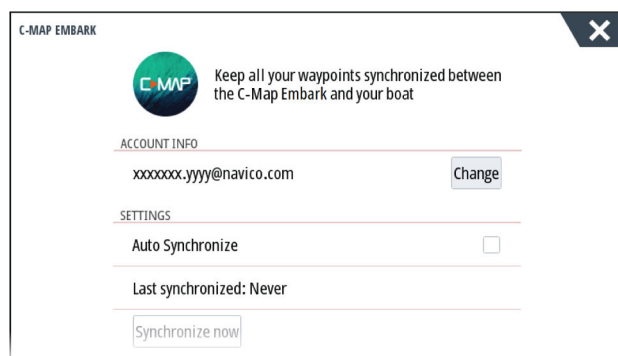 C-MAP EMBARK
C-MAP
Keep all your waypoints synchronized between
the C-Map Embark and your boat
ACCOUNT INFO
xxxxxxx.yyyy@navico.com
Change
SETTINGS
Auto Synchronize
Last synchronized: Never
Synchronize now